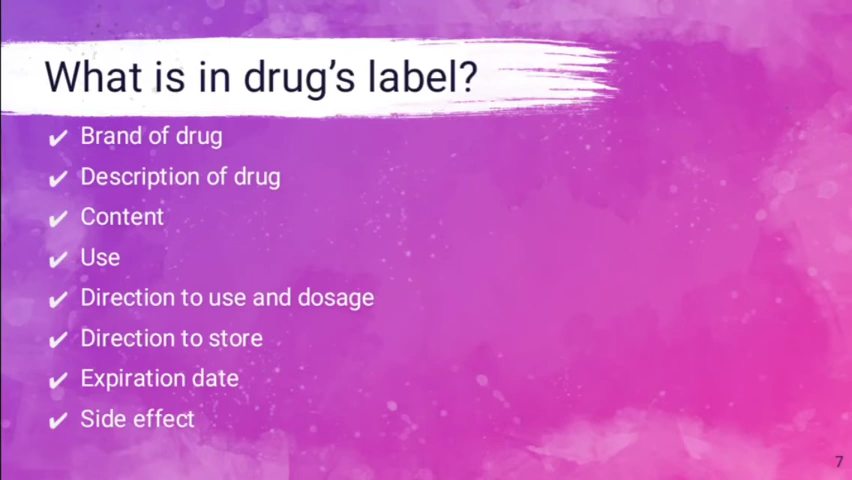 What is in drug’s label?
✔ Brand of drug
✔ Description of drug
✔ Content
✔ Use
✔ Direction to use and dosage
✔ Direction to store
✔ Expiration date
✔ Side effect
7